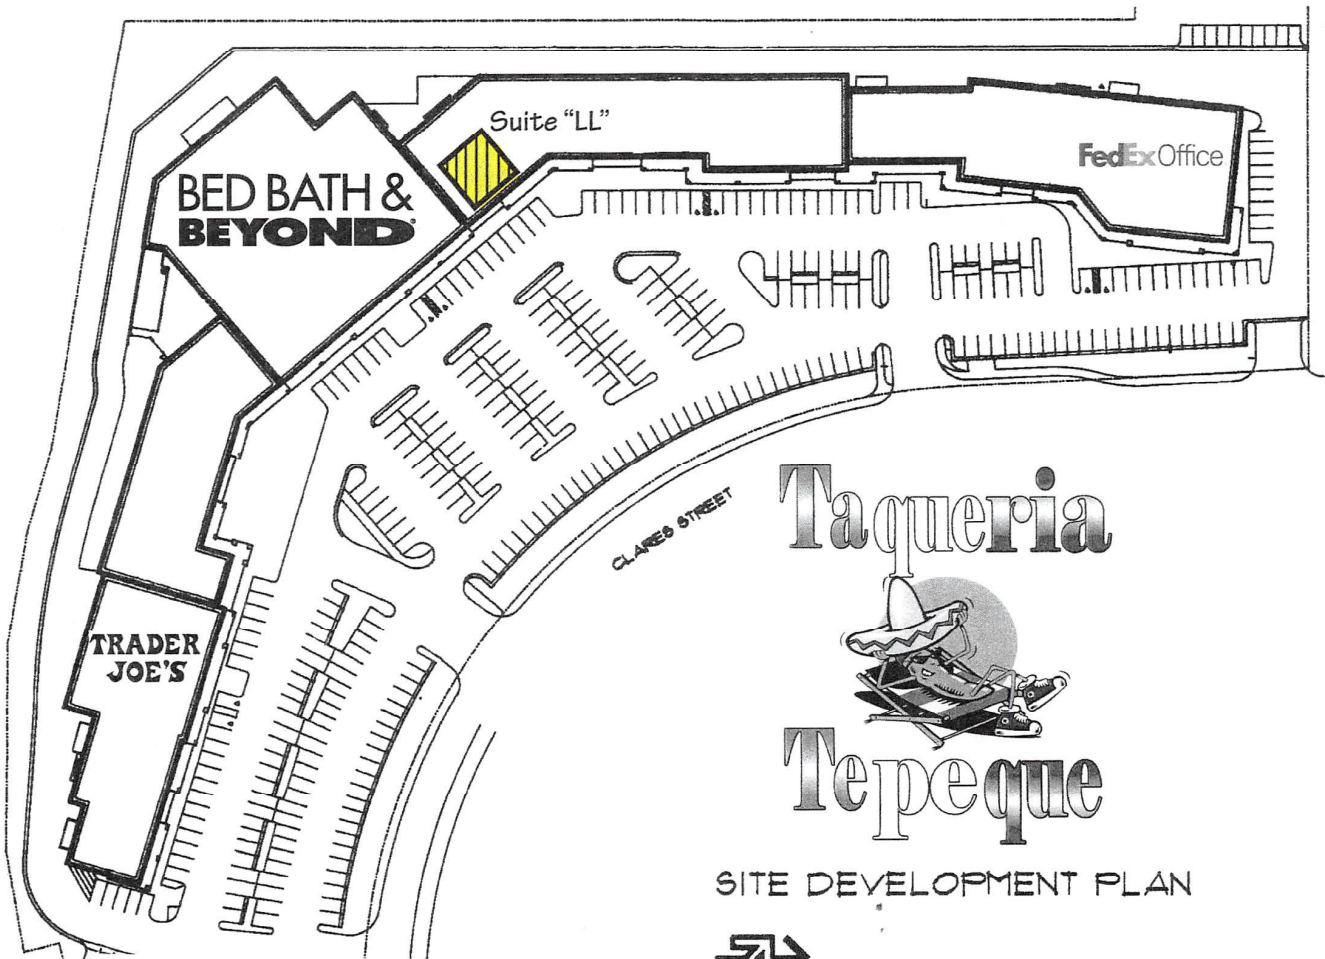 Suite “LL”
FedEx Office
BED BATH &
BEYOND
CLARES STREET
Taqueria
TRADER
JOE'S
Tepeque
SITE DEVELOPMENT PLAN